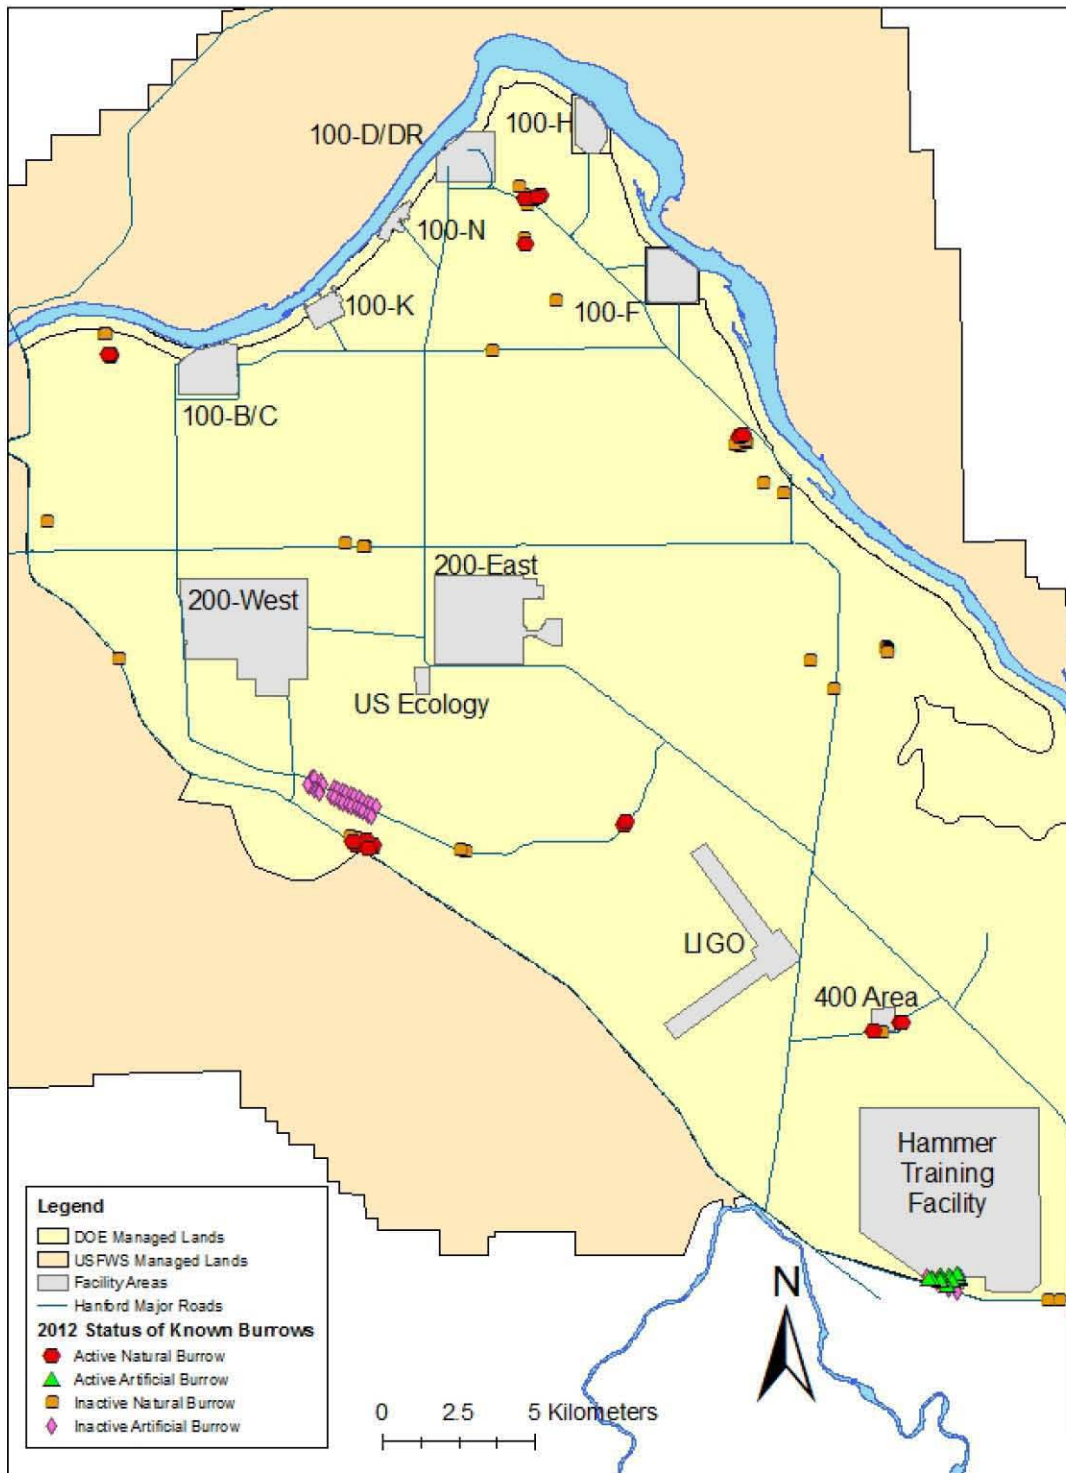 100-D/DR
100-H
100-N
100-K
100-F
100-B/C
200-East
200-West
US Ecology
LIGO
400 Area
Hammer
Training
Facility
Legend
DOE Managed Lands
USFWS Managed Lands
Facility Areas
Hanford Major Roads
2012 Status of Known Burrows
Active Natural Burrow
Active Artificial Burrow
Inactive Natural Burrow
Inactive Artificial Burrow
N
0 2.5 5 Kilometers